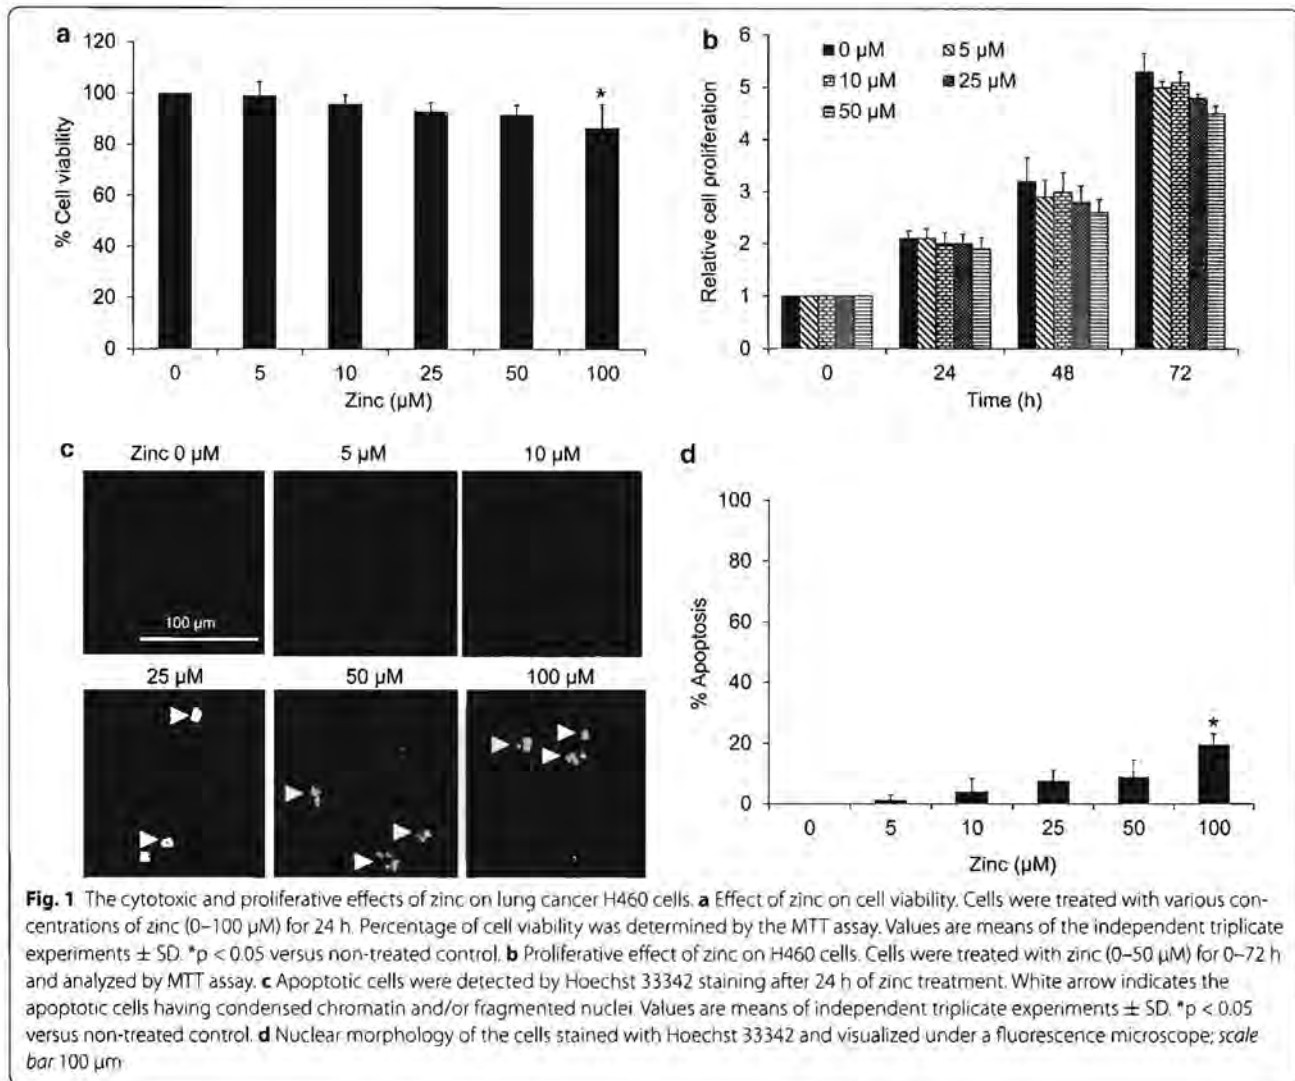 a
120
100
80
60
40
20
0
% Cell viability
*
0 5 10 25 50 100
Zinc (µM)
b
6
5
4
3
2
1
0
Relative cell proliferation
0 µM 5 µM
10 µM 25 µM
50 µM
0 24 48 72
Time (h)
c
Zinc 0 µM 5 µM 10 µM
100 µm
25 µM 50 µM 100 µM
d
100
80
60
40
20
0
% Apoptosis
*
0 5 10 25 50 100
Zinc (µM)
Fig. 1 The cytotoxic and proliferative effects of zinc on lung cancer H460 cells. a Effect of zinc on cell viability. Cells were treated with various con-
centrations of zinc (0–100 µM) for 24 h. Percentage of cell viability was determined by the MTT assay. Values are means of the independent triplicate
experiments ± SD. *p < 0.05 versus non-treated control. b Proliferative effect of zinc on H460 cells. Cells were treated with zinc (0–50 µM) for 0–72 h
and analyzed by MTT assay. c Apoptotic cells were detected by Hoechst 33342 staining after 24 h of zinc treatment. White arrow indicates the
apoptotic cells having condensed chromatin and/or fragmented nuclei. Values are means of independent triplicate experiments ± SD. *p < 0.05
versus non-treated control. d Nuclear morphology of the cells stained with Hoechst 33342 and visualized under a fluorescence microscope; scale
bar 100 µm